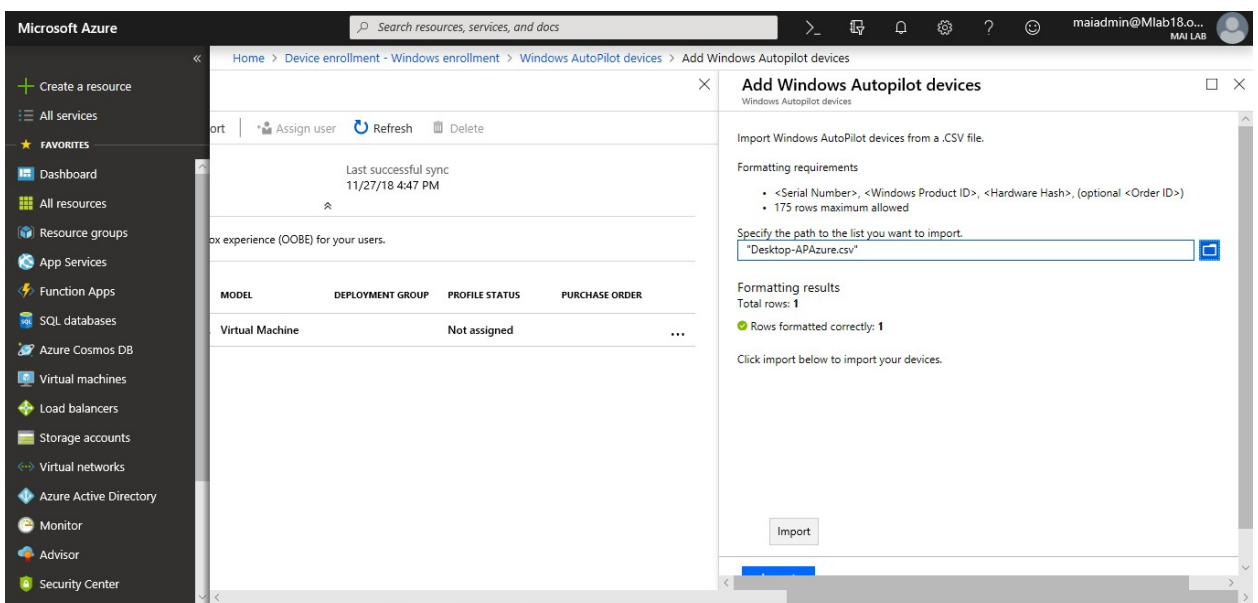 Microsoft Azure
Search resources, services, and docs
maiadmin@Mlab18.o...
MAI LAB
Home > Device enrollment - Windows enrollment > Windows AutoPilot devices > Add Windows Autopilot devices
Create a resource
All services
FAVORITES
Dashboard
All resources
Resource groups
App Services
Function Apps
SQL databases
Azure Cosmos DB
Virtual machines
Load balancers
Storage accounts
Virtual networks
Azure Active Directory
Monitor
Advisor
Security Center
ort Assign user Refresh Delete
Last successful sync
11/27/18 4:47 PM
ox experience (OOBE) for your users.
MODEL DEPLOYMENT GROUP PROFILE STATUS PURCHASE ORDER
Virtual Machine Not assigned ...
Add Windows Autopilot devices
Windows Autopilot devices
Import Windows AutoPilot devices from a .CSV file.
Formatting requirements
• <Serial Number>, <Windows Product ID>, <Hardware Hash>, (optional <Order ID>)
• 175 rows maximum allowed
Specify the path to the list you want to import.
"Desktop-APAzure.csv"
Formatting results
Total rows: 1
Rows formatted correctly: 1
Click import below to import your devices.
Import